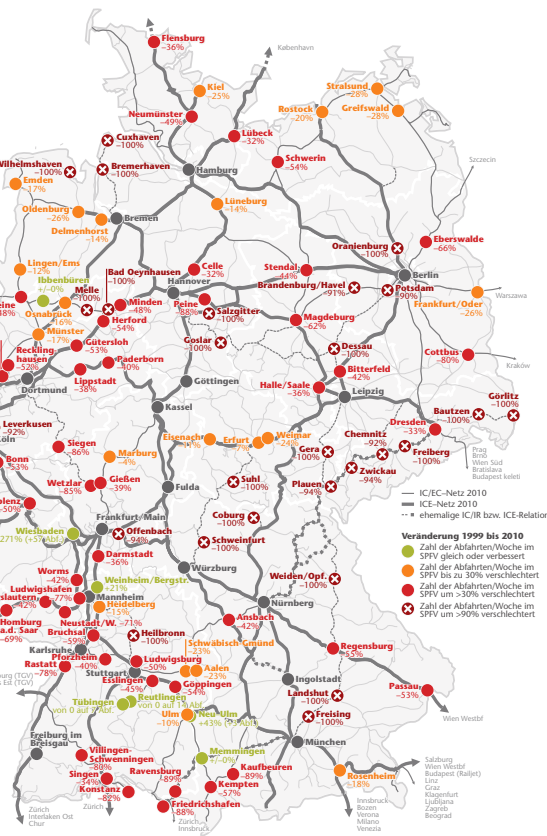 Flensburg
–36%
København
Kiel
–25%
Stralsund
–28%
Rostock
–20%
Greifswald
–28%
Neumünster
–49%
Lübeck
–32%
Cuxhaven
–100%
Schwerin
–54%
Wilhelmshaven
–100%
Bremerhaven
–100%
Hamburg
Szczecin
Emden
–17%
Oldenburg
–26%
Delmenhorst
–14%
Bremen
Lüneburg
–14%
Oranienburg
–100%
Eberswalde
–66%
Lingen/Ems
–12%
Ibbenbüren
+/–0%
Bad Oeynhausen
–100%
Celle
–32%
Hannover
Stendal
–44%
Berlin
Brandenburg/Havel
–91%
Potsdam
–90%
Warszawa
Frankfurt/Oder
–26%
Melle
–100%
Minden
–48%
Peine
–88%
Salzgitter
–100%
Osnabrück
–16%
Herford
–54%
Magdeburg
–62%
Münster
–17%
Gütersloh
–53%
Goslar
–100%
Dessau
–100%
Cottbus
–80%
Kraków
Reckling-
hausen
–52%
Paderborn
–40%
Bitterfeld
–42%
Lippstadt
–38%
Dortmund
Göttingen
Halle/Saale
–36%
Leipzig
Görlitz
–100%
Bautzen
–100%
Kassel
Leverkusen
–92%
Köln
Dresden
–33%
Eisenach
Erfurt
Weimar
–24%
Chemnitz
–92%
Freiberg
–100%
Siegen
–86%
Bonn
–53%
Marburg
–4%
Gera
–100%
Zwickau
–94%
Prag
Brno
Wien Süd
Bratislava
Budapest keleti
Wetzlar
–85%
Gießen
–39%
Fulda
Suhl
–100%
Plauen
–94%
Koblenz
–50%
IC/EC–Netz 2010
ICE–Netz 2010
ehemalige IC/IR bzw. ICE-Relation
Frankfurt/Main
Offenbach
–94%
Coburg
–100%
Wiesbaden
Schweinfurt
–100%
Veränderung 1999 bis 2010
Zahl der Abfahrten/Woche im
SPFV gleich oder verbessert
Zahl der Abfahrten/Woche im
SPFV bis zu 30% verschlechtert
Zahl der Abfahrten/Woche im
SPFV um >30% verschlechtert
Zahl der Abfahrten/Woche im
SPFV um >90% verschlechtert
Darmstadt
–36%
Worms
–42%
Weinheim/Bergstr.
+21%
Würzburg
Weiden/Opf.
–100%
Ludwigshafen
–77%
Mannheim
–42%
Heidelberg
–15%
Nürnberg
Homburg
a.d. Saar
–69%
Neustadt/W.
–71%
Bruchsal
–59%
Heilbronn
–100%
Ansbach
–42%
Regensburg
–55%
Karlsruhe
Pforzheim
–40%
Schwäbisch-Gmünd
–23%
Rastatt
–78%
Ludwigsburg
–50%
Aalen
–23%
Stuttgart
Esslingen
–45%
Göppingen
–54%
Ingolstadt
Passau
–53%
Landshut
–100%
Tübingen
Reutlingen
Freising
–100%
Wien Westbf
Ulm
–10%
Neu-Ulm
Freiburg im
Breisgau
München
Villingen-
Schwenningen
–80%
Memmingen
+/–0%
Singen
–34%
Ravensburg
–89%
Kaufbeuren
–89%
Rosenheim
–18%
Konstanz
–82%
Kempten
–57%
Friedrichshafen
–88%
Salzburg
Wien Westbf
Budapest (Railjet)
Linz
Graz
Klagenfurt
Ljubljana
Zagreb
Beograd
Zürich
Interlaken Ost
Chur
Zürich
Zürich
Innsbruck
Innsbruck
Bozen
Verona
Milano
Venezia